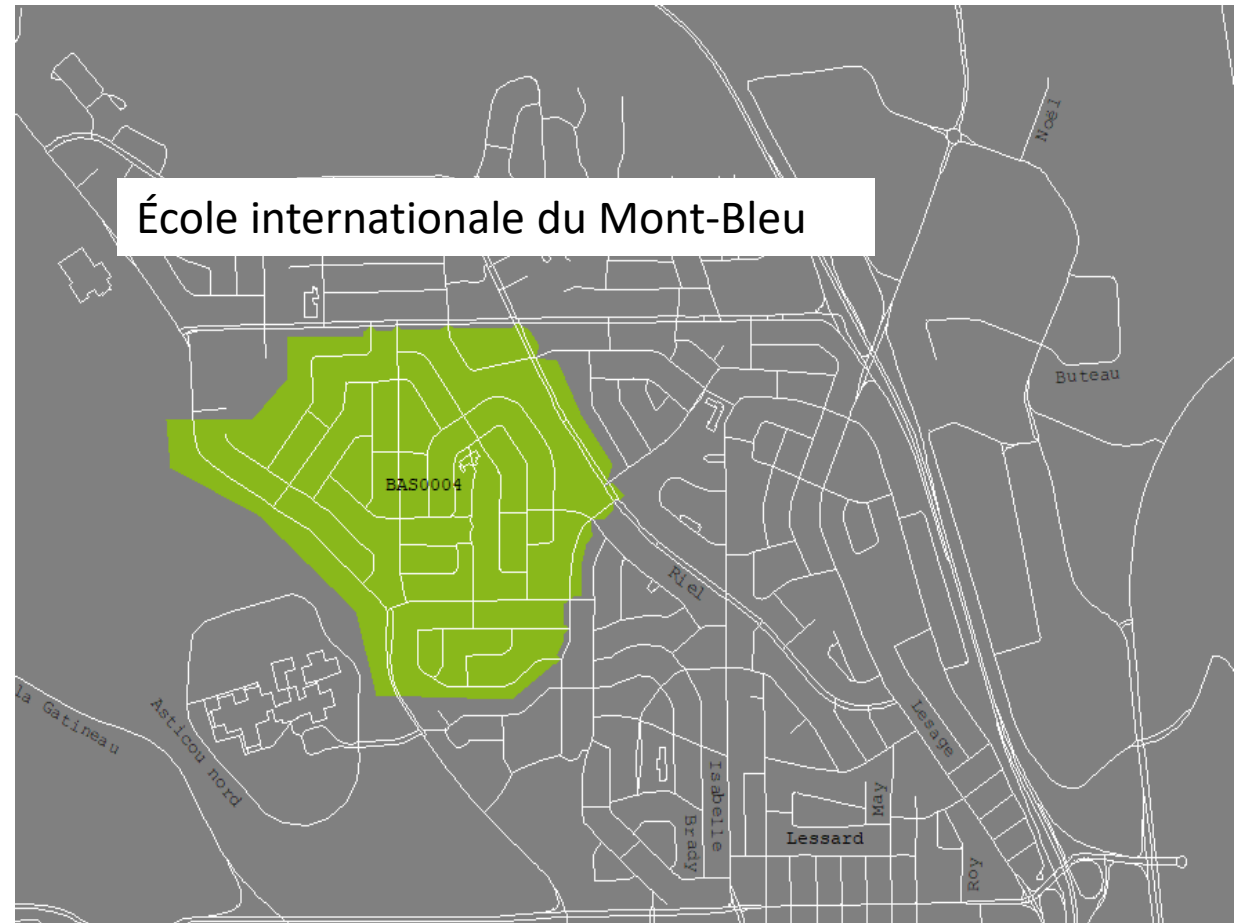 Noël
École internationale du Mont-Bleu
Buteau
BAS0004
Riel
la Gatineau
Asticou nord
Lesage
Isabelle
May
Brady
Lessard
Roy